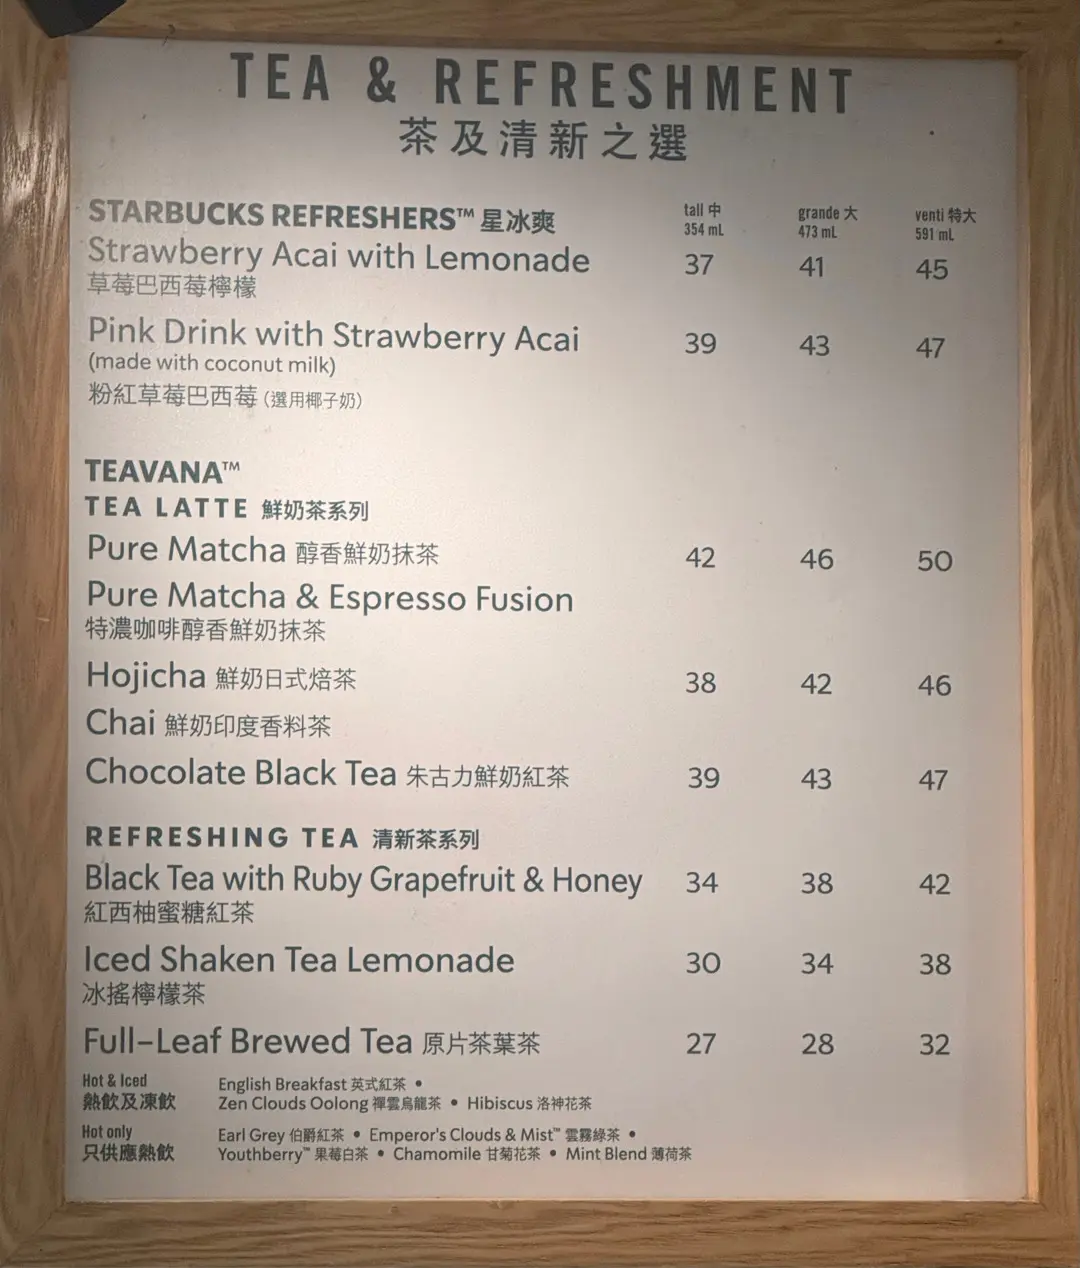 TEA & REFRESHMENT
茶及清新之選
STARBUCKS REFRESHERS™ 星冰爽 tall 中 grande 大 venti 特大
354 mL 473 mL 591 mL
Strawberry Acai with Lemonade 37 41 45
草莓巴西莓檸檬
Pink Drink with Strawberry Acai 39 43 47
(made with coconut milk)
粉紅草莓巴西莓 (選用椰子奶)
TEAVANA™
TEA LATTE 鮮奶茶系列
Pure Matcha 醇香鮮奶抹茶 42 46 50
Pure Matcha & Espresso Fusion
特濃咖啡醇香鮮奶抹茶
Hojicha 鮮奶日式焙茶 38 42 46
Chai 鮮奶印度香料茶
Chocolate Black Tea 朱古力鮮奶紅茶 39 43 47
REFRESHING TEA 清新茶系列
Black Tea with Ruby Grapefruit & Honey 34 38 42
紅西柚蜜糖紅茶
Iced Shaken Tea Lemonade 30 34 38
冰搖檸檬茶
Full-Leaf Brewed Tea 原片茶葉茶 27 28 32
Hot & Iced English Breakfast 英式紅茶 •
熱飲及凍飲 Zen Clouds Oolong 禪雲烏龍茶 • Hibiscus 洛神花茶
Hot only Earl Grey 伯爵紅茶 • Emperor's Clouds & Mist™ 雲霧綠茶 •
只供應熱飲 Youthberry™ 果莓白茶 • Chamomile 甘菊花茶 • Mint Blend 薄荷茶